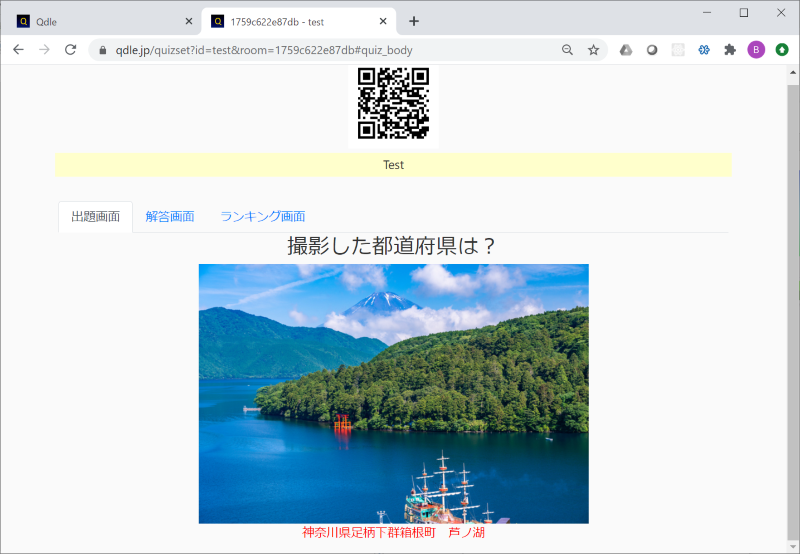 Qdle
1759c622e87db - test
qdle.jp/quizset?id=test&room=1759c622e87db#quiz_body
B
Test
出題画面 解答画面 ランキング画面
撮影した都道府県は？
神奈川県足柄下群箱根町　芦ノ湖